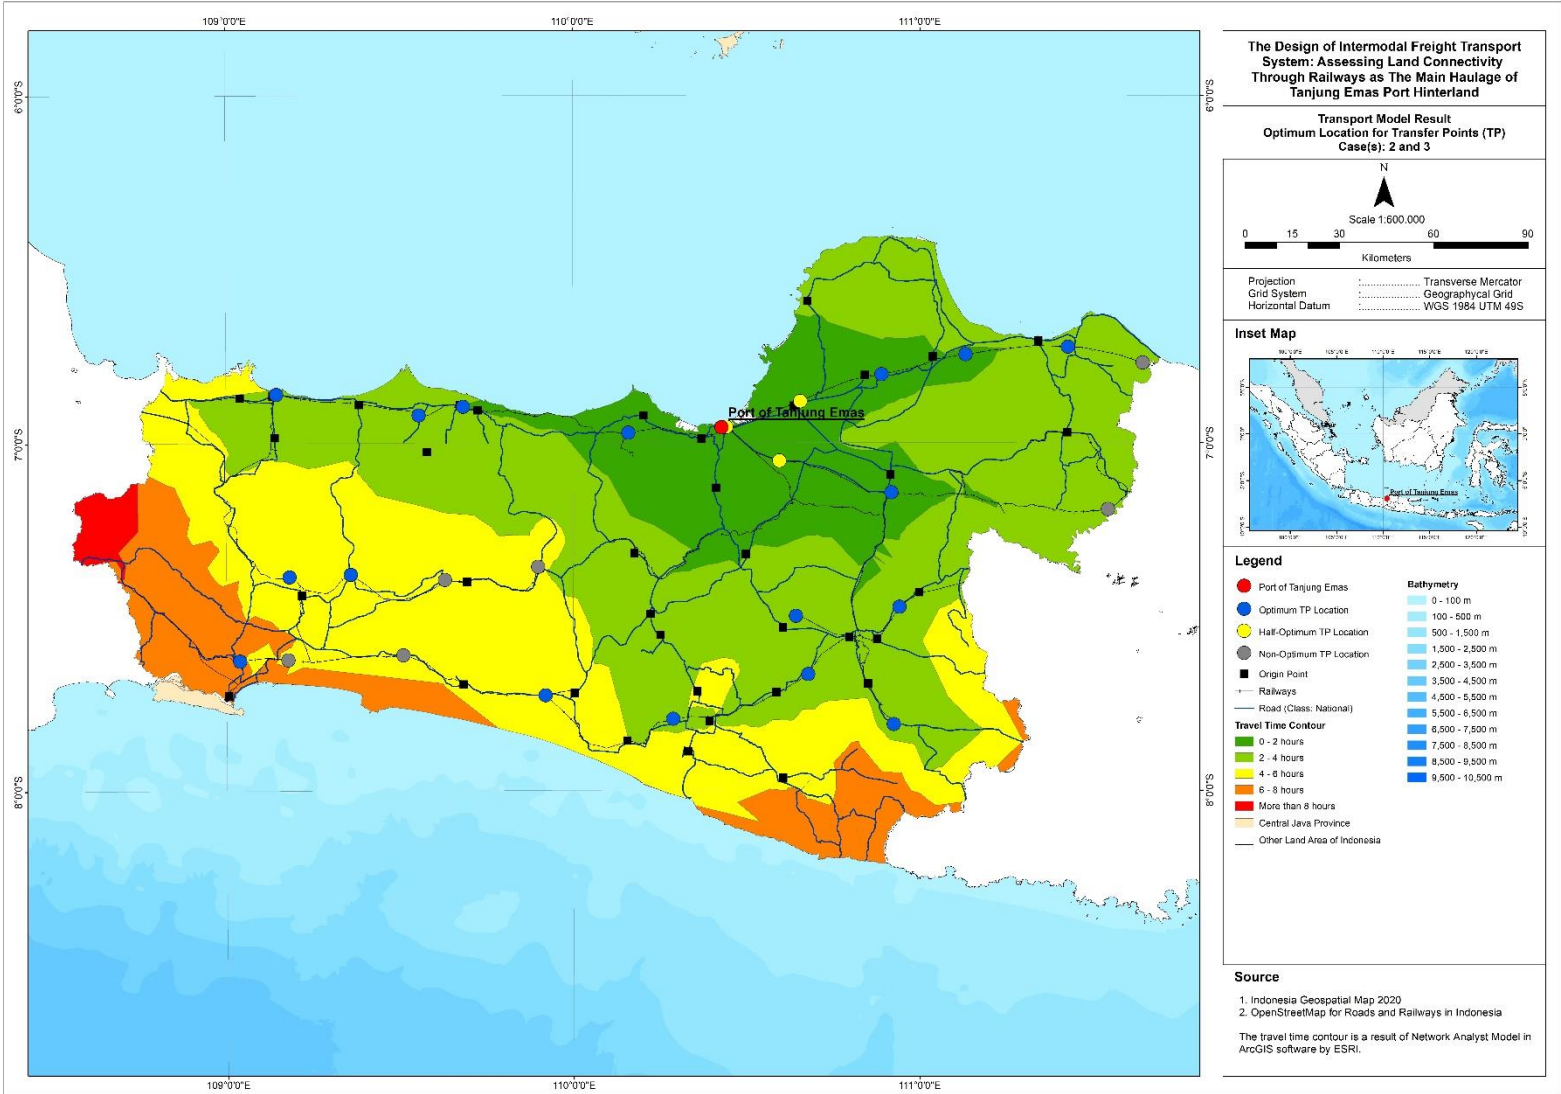 109°0'0"E
110°0'0"E
111°0'0"E
6°0'0"S
6°0'0"S
7°0'0"S
7°0'0"S
8°0'0"S
8°0'0"S
109°0'0"E
110°0'0"E
111°0'0"E
Port of Tanjung Emas
The Design of Intermodal Freight Transport
System: Assessing Land Connectivity
Through Railways as The Main Haulage of
Tanjung Emas Port Hinterland
Transport Model Result
Optimum Location for Transfer Points (TP)
Case(s): 2 and 3
N
Scale 1:600.000
0 15 30 60 90
Kilometers
Projection :..................... Transverse Mercator
Grid System :..................... Geographycal Grid
Horizontal Datum :..................... WGS 1984 UTM 49S
Inset Map
Port of Tanjung Emas
Legend
Port of Tanjung Emas
Optimum TP Location
Half-Optimum TP Location
Non-Optimum TP Location
Origin Point
Railways
Road (Class: National)
Travel Time Contour
0 - 2 hours
2 - 4 hours
4 - 6 hours
6 - 8 hours
More than 8 hours
Central Java Province
Other Land Area of Indonesia
Bathymetry
0 - 100 m
100 - 500 m
500 - 1,500 m
1,500 - 2,500 m
2,500 - 3,500 m
3,500 - 4,500 m
4,500 - 5,500 m
5,500 - 6,500 m
6,500 - 7,500 m
7,500 - 8,500 m
8,500 - 9,500 m
9,500 - 10,500 m
Source
1. Indonesia Geospatial Map 2020
2. OpenStreetMap for Roads and Railways in Indonesia
The travel time contour is a result of Network Analyst Model in
ArcGIS software by ESRI.